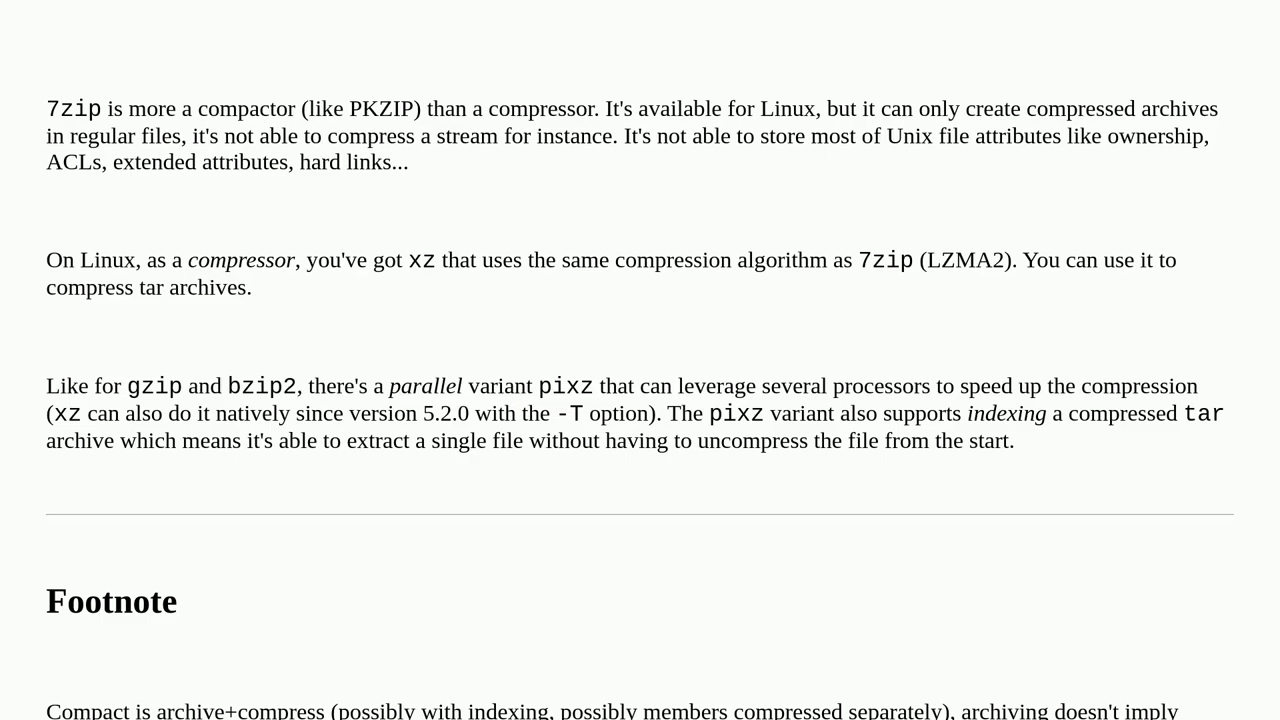 7zip is more a compactor (like PKZIP) than a compressor. It's available for Linux, but it can only create compressed archives
in regular files, it's not able to compress a stream for instance. It's not able to store most of Unix file attributes like ownership,
ACLs, extended attributes, hard links...
On Linux, as a compressor, you've got xz that uses the same compression algorithm as 7zip (LZMA2). You can use it to
compress tar archives.
Like for gzip and bzip2, there's a parallel variant pixz that can leverage several processors to speed up the compression
(xz can also do it natively since version 5.2.0 with the -T option). The pixz variant also supports indexing a compressed tar
archive which means it's able to extract a single file without having to uncompress the file from the start.
Footnote
Compact is archive+compress (possibly with indexing, possibly members compressed separately), archiving doesn't imply